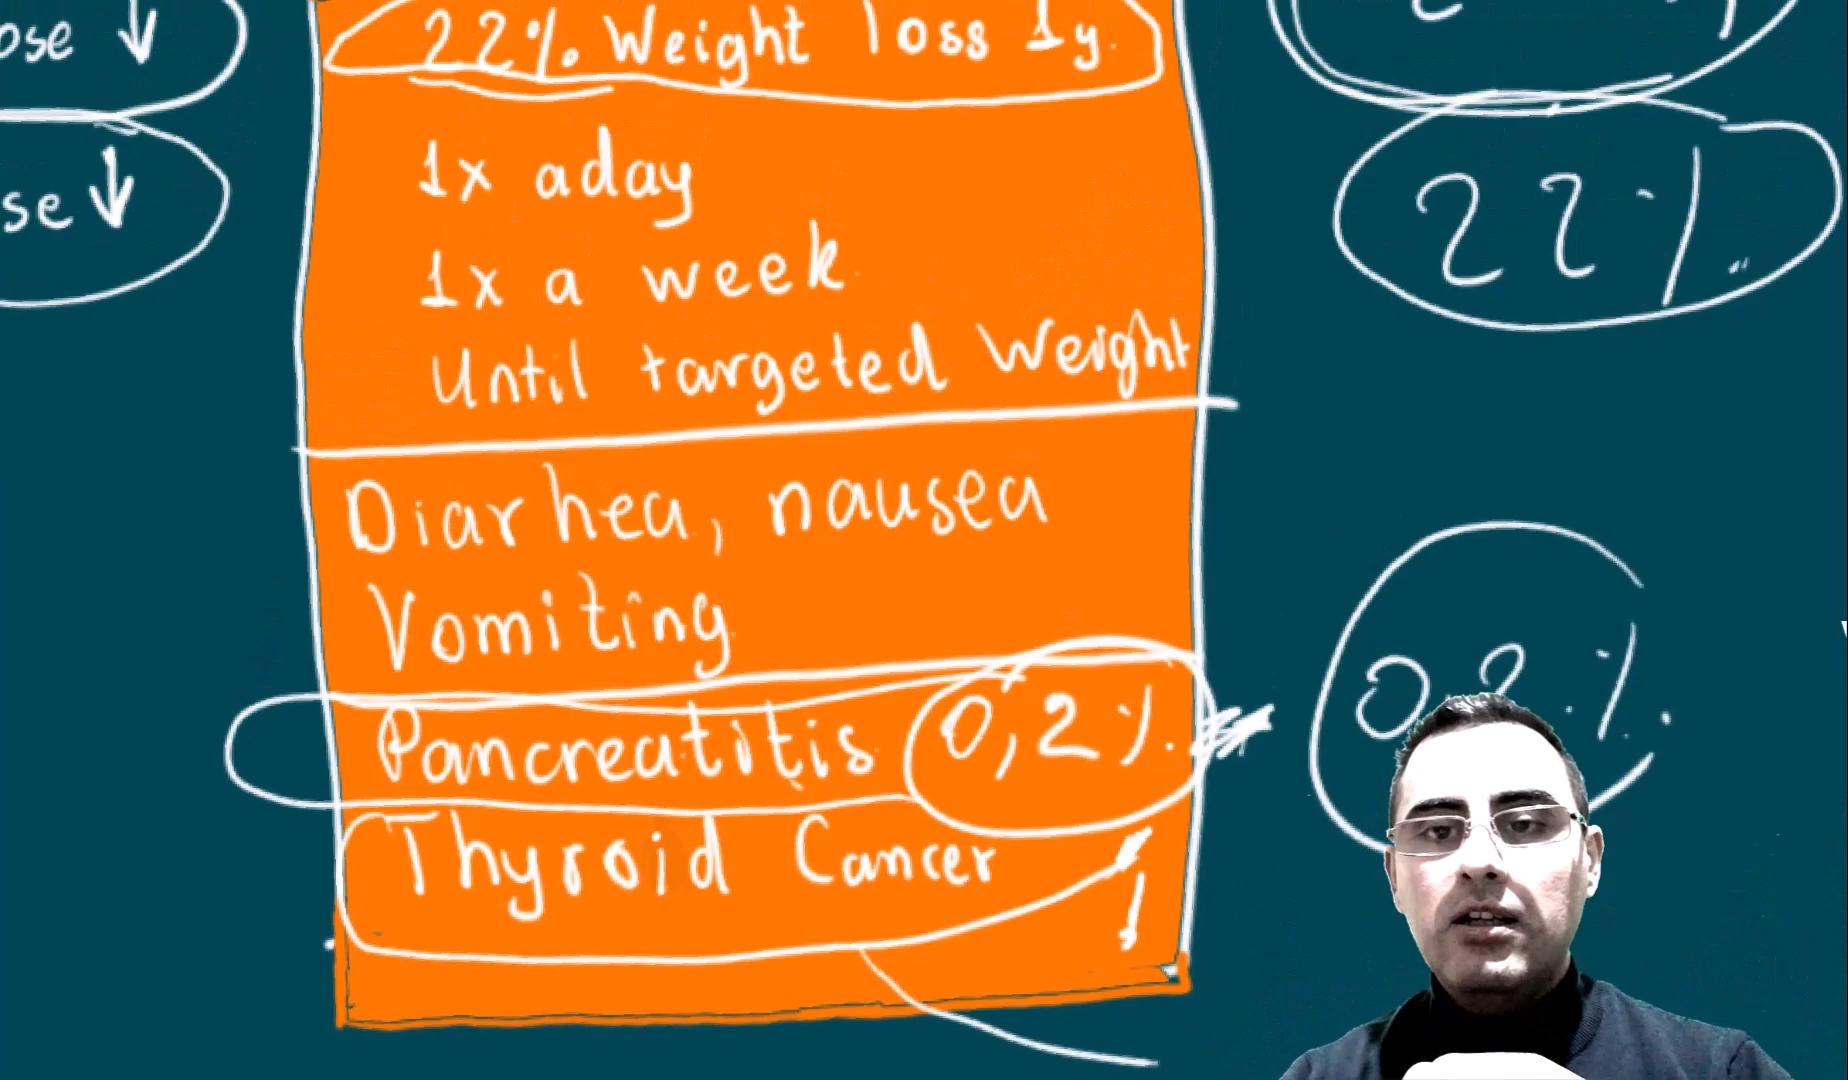 ose ↓
se ↓
22% Weight loss 1y.
1x a day
1x a week
Until targeted Weight
Diarhea, nausea
Vomiting
Pancreatitis 0,2%.
Thyroid Cancer !
22%.
0,2%.